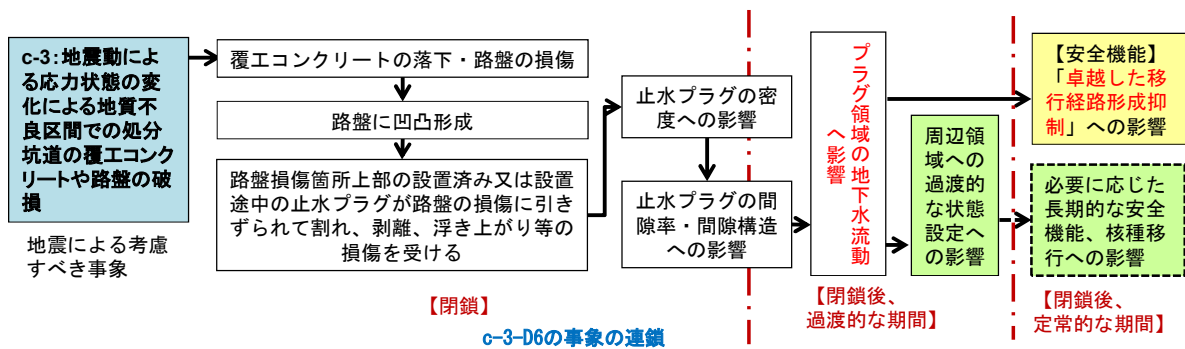 c-3：地震動に
よる応力状態の変
化による地質不
良区間での処分
坑道の覆工コンク
リートや路盤の破
損
地震による考慮
すべき事象
覆工コンクリートの落下・路盤の損傷
路盤に凹凸形成
路盤損傷箇所上部の設置済み又は設置
途中の止水プラグが路盤の損傷に引き
ずられて割れ、剥離、浮き上がり等の
損傷を受ける
止水プラグの密
度への影響
止水プラグの間
隙率・間隙構造
への影響
【閉鎖】
プラグ領域の地下水流動
へ影響
周辺領
域への
過渡的
な状態
設定へ
の影響
【閉鎖後、
過渡的な期間】
【安全機能】
「卓越した移
行経路形成抑
制」への影響
必要に応じた
長期的な安全
機能、核種移
行への影響
【閉鎖後、
定常的な期間】
c-3-D6の事象の連鎖